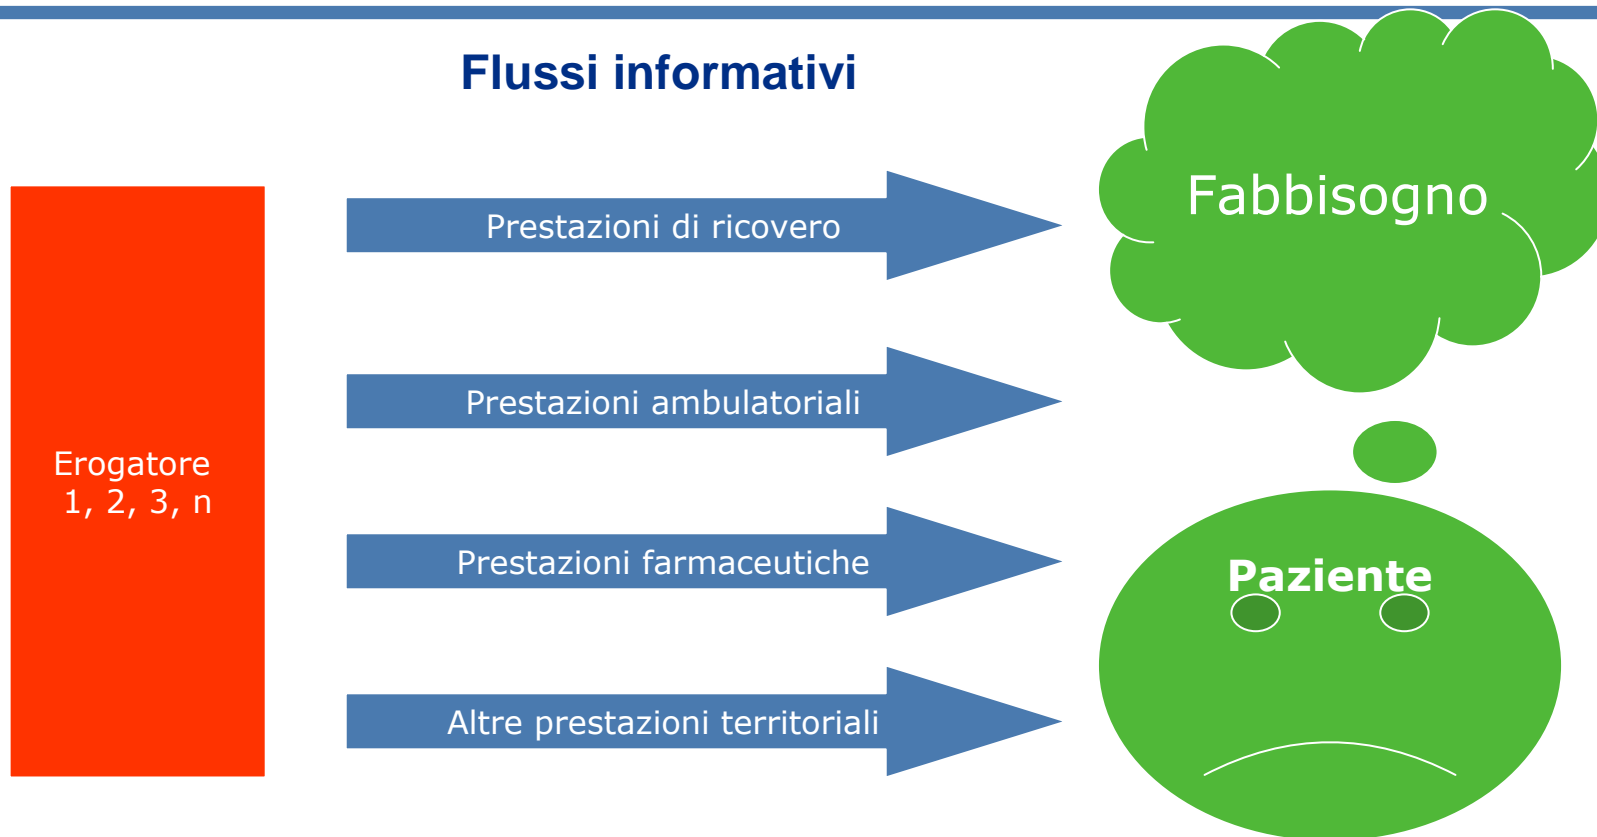 Flussi informativi
Fabbisogno
Prestazioni di ricovero
Prestazioni ambulatoriali
Erogatore
1, 2, 3, n
Prestazioni farmaceutiche
Paziente
Altre prestazioni territoriali